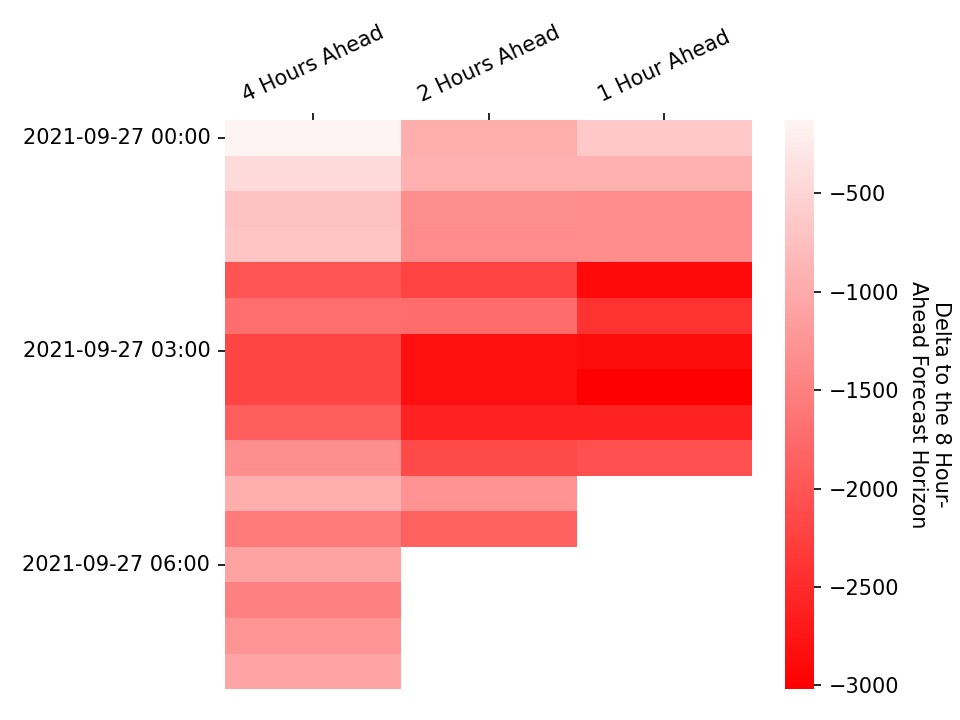 4 Hours Ahead
2 Hours Ahead
1 Hour Ahead
2021-09-27 00:00
2021-09-27 03:00
2021-09-27 06:00
−500
−1000
−1500
−2000
−2500
−3000
Delta to the 8 Hour-
Ahead Forecast Horizon